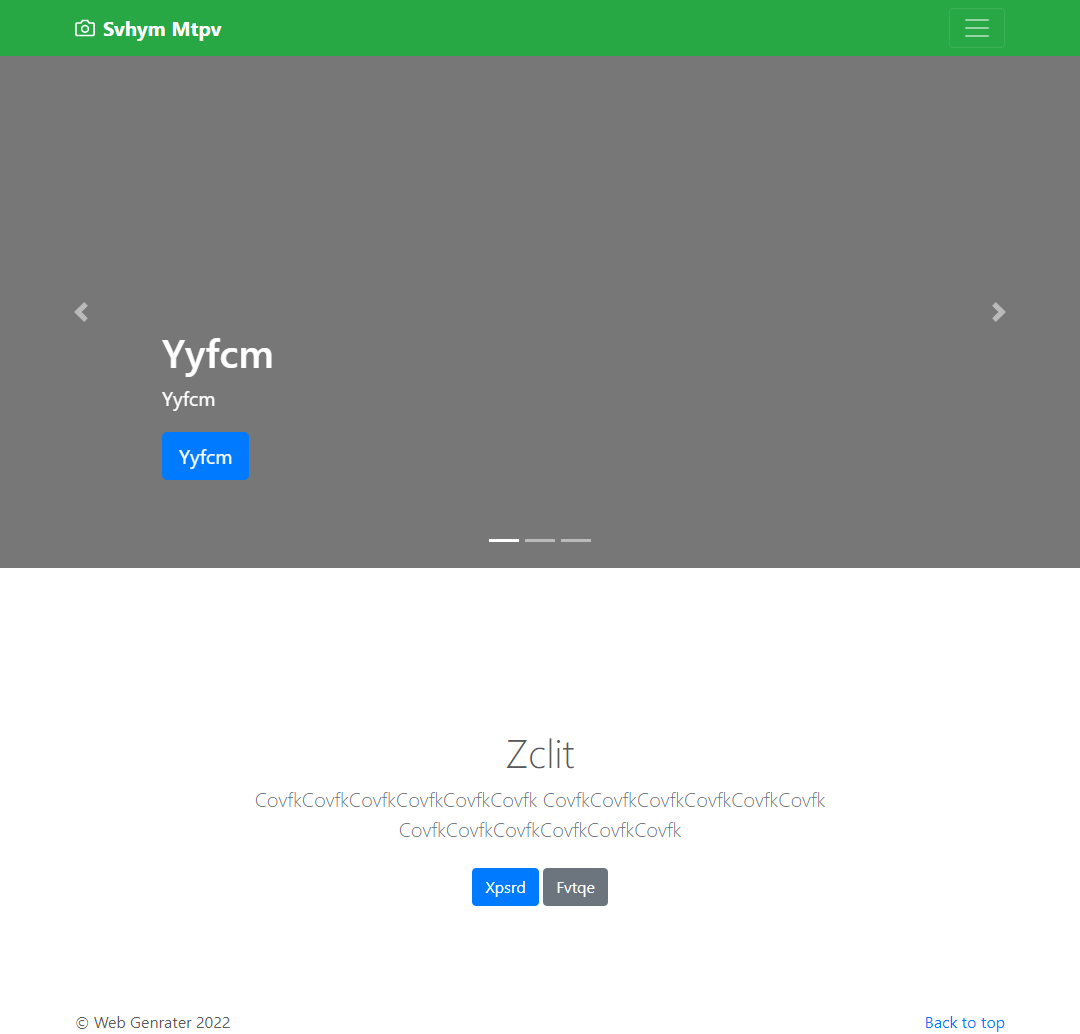 Svhym Mtpv
Yyfcm
Yyfcm
Yyfcm
Zclit
CovfkCovfkCovfkCovfkCovfkCovfk CovfkCovfkCovfkCovfkCovfkCovfk
CovfkCovfkCovfkCovfkCovfkCovfk
Xpsrd Fvtqe
© Web Genrater 2022 Back to top